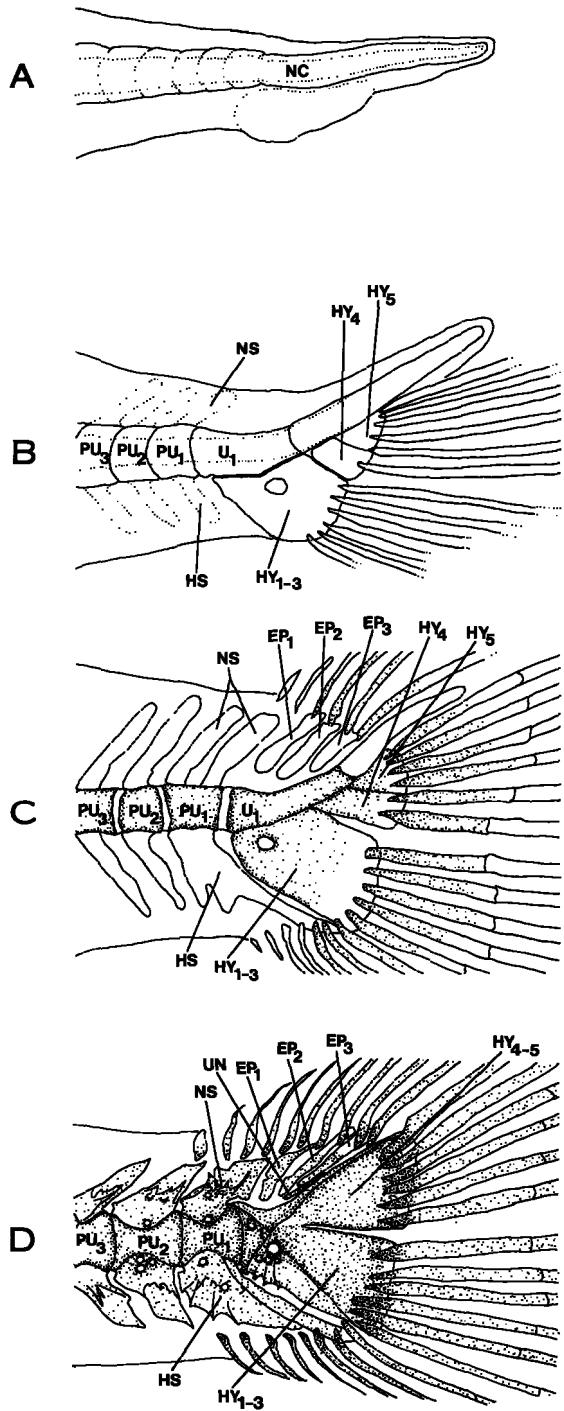 A
NC
HY5
HY4
NS
B
PU3 PU2 PU1 U1
HS
HY1-3
EP1 EP2 EP3 HY4 HY5
NS
C
PU3 PU2 PU1 U1
HS
HY1-3
UN EP1 EP2 EP3 HY4-5
NS
D
PU3 PU2 PU1
HS
HY1-3